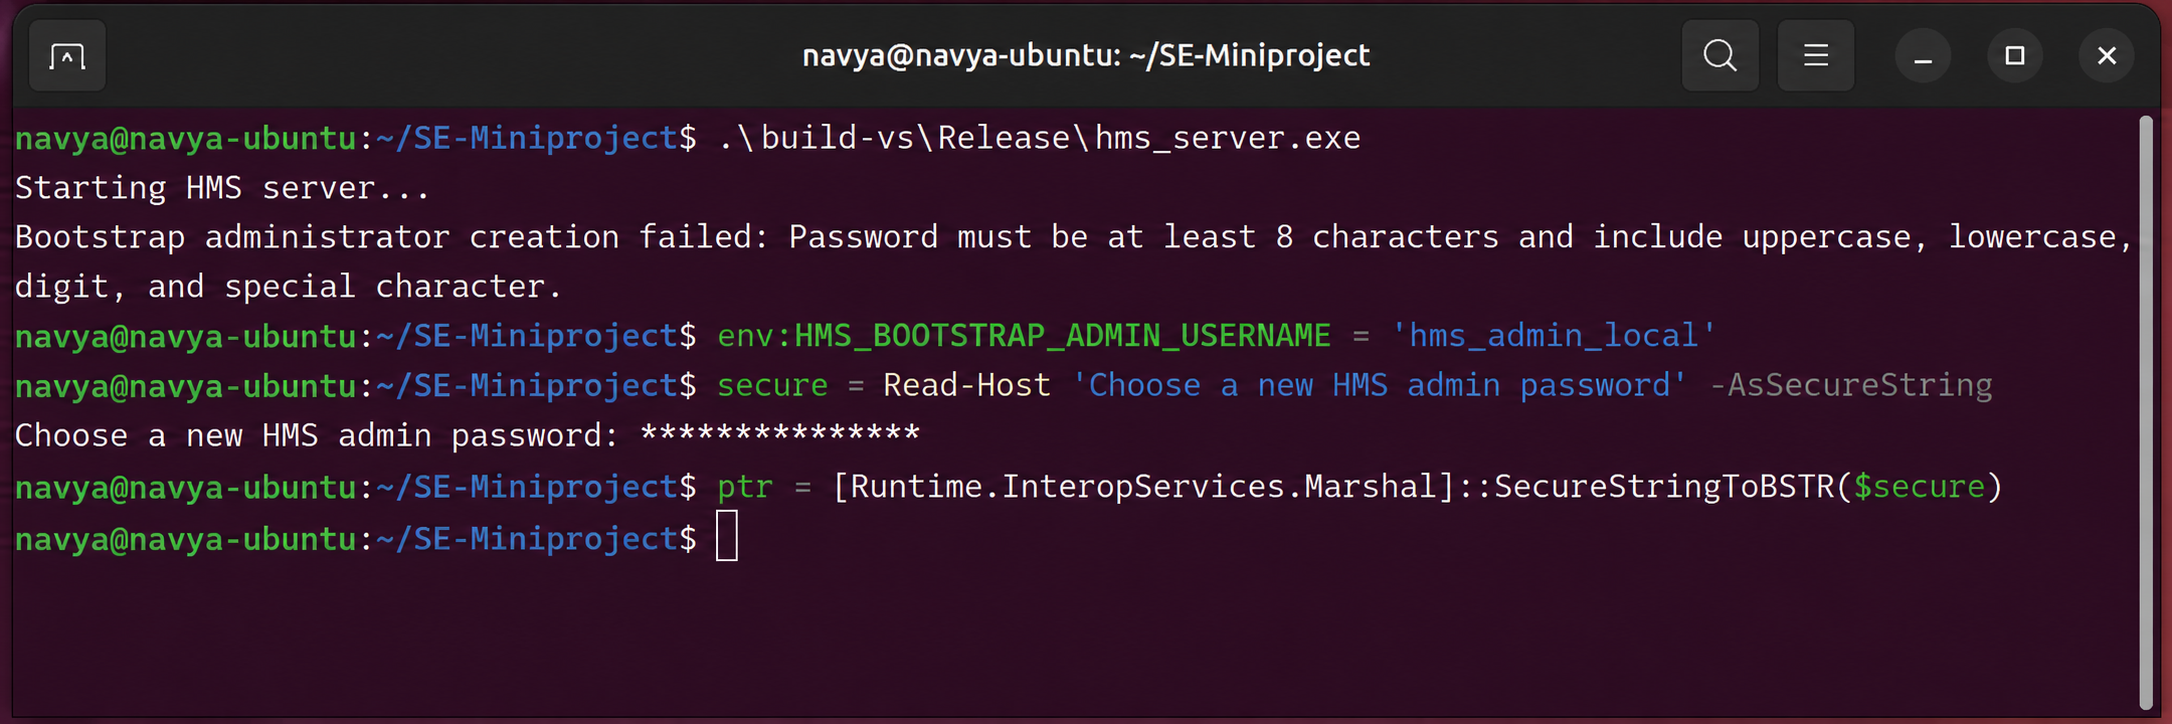 navya@navya-ubuntu: ~/SE-Miniproject
navya@navya-ubuntu:~/SE-Miniproject$ .\build-vs\Release\hms_server.exe
Starting HMS server...
Bootstrap administrator creation failed: Password must be at least 8 characters and include uppercase, lowercase,
digit, and special character.
navya@navya-ubuntu:~/SE-Miniproject$ env:HMS_BOOTSTRAP_ADMIN_USERNAME = 'hms_admin_local'
navya@navya-ubuntu:~/SE-Miniproject$ secure = Read-Host 'Choose a new HMS admin password' -AsSecureString
Choose a new HMS admin password: ***************
navya@navya-ubuntu:~/SE-Miniproject$ ptr = [Runtime.InteropServices.Marshal]::SecureStringToBSTR($secure)
navya@navya-ubuntu:~/SE-Miniproject$